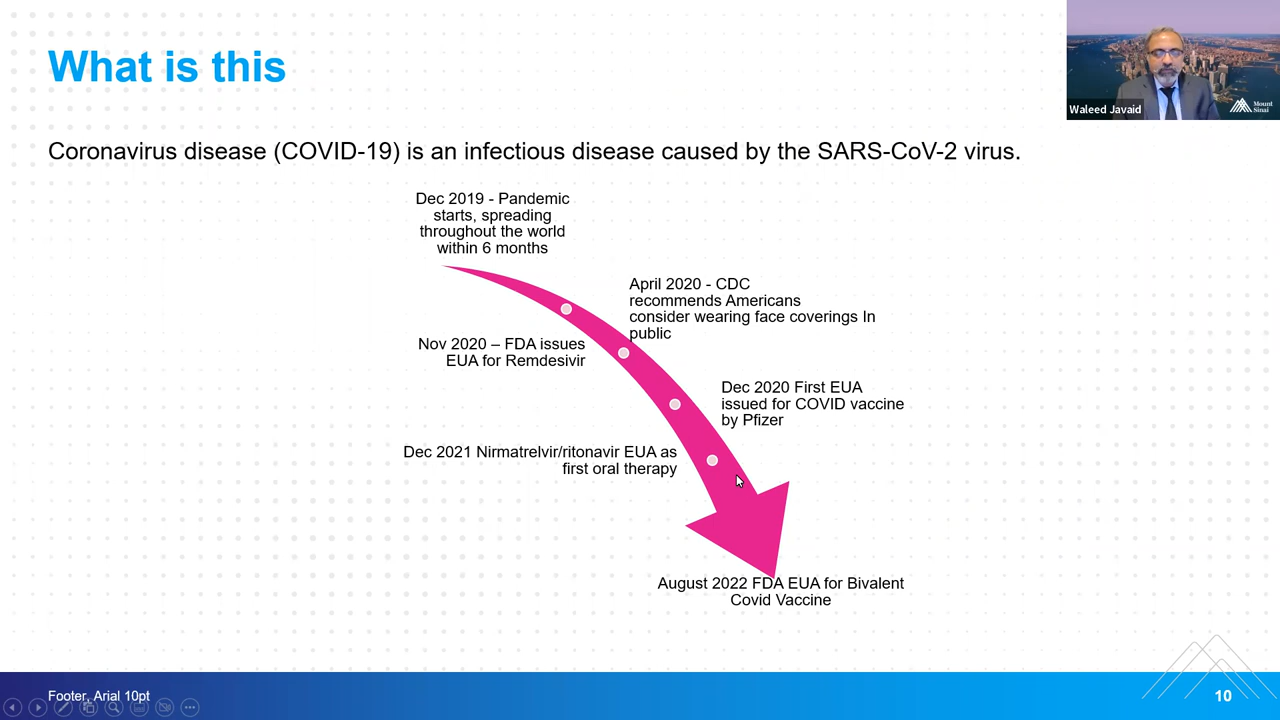 What is this
Waleed Javaid
Mount
Sinai
Coronavirus disease (COVID-19) is an infectious disease caused by the SARS-CoV-2 virus.
Dec 2019 - Pandemic
starts, spreading
throughout the world
within 6 months
April 2020 - CDC
recommends Americans
consider wearing face coverings In
public
Nov 2020 – FDA issues
EUA for Remdesivir
Dec 2020 First EUA
issued for COVID vaccine
by Pfizer
Dec 2021 Nirmatrelvir/ritonavir EUA as
first oral therapy
August 2022 FDA EUA for Bivalent
Covid Vaccine
Footer, Arial 10pt
10